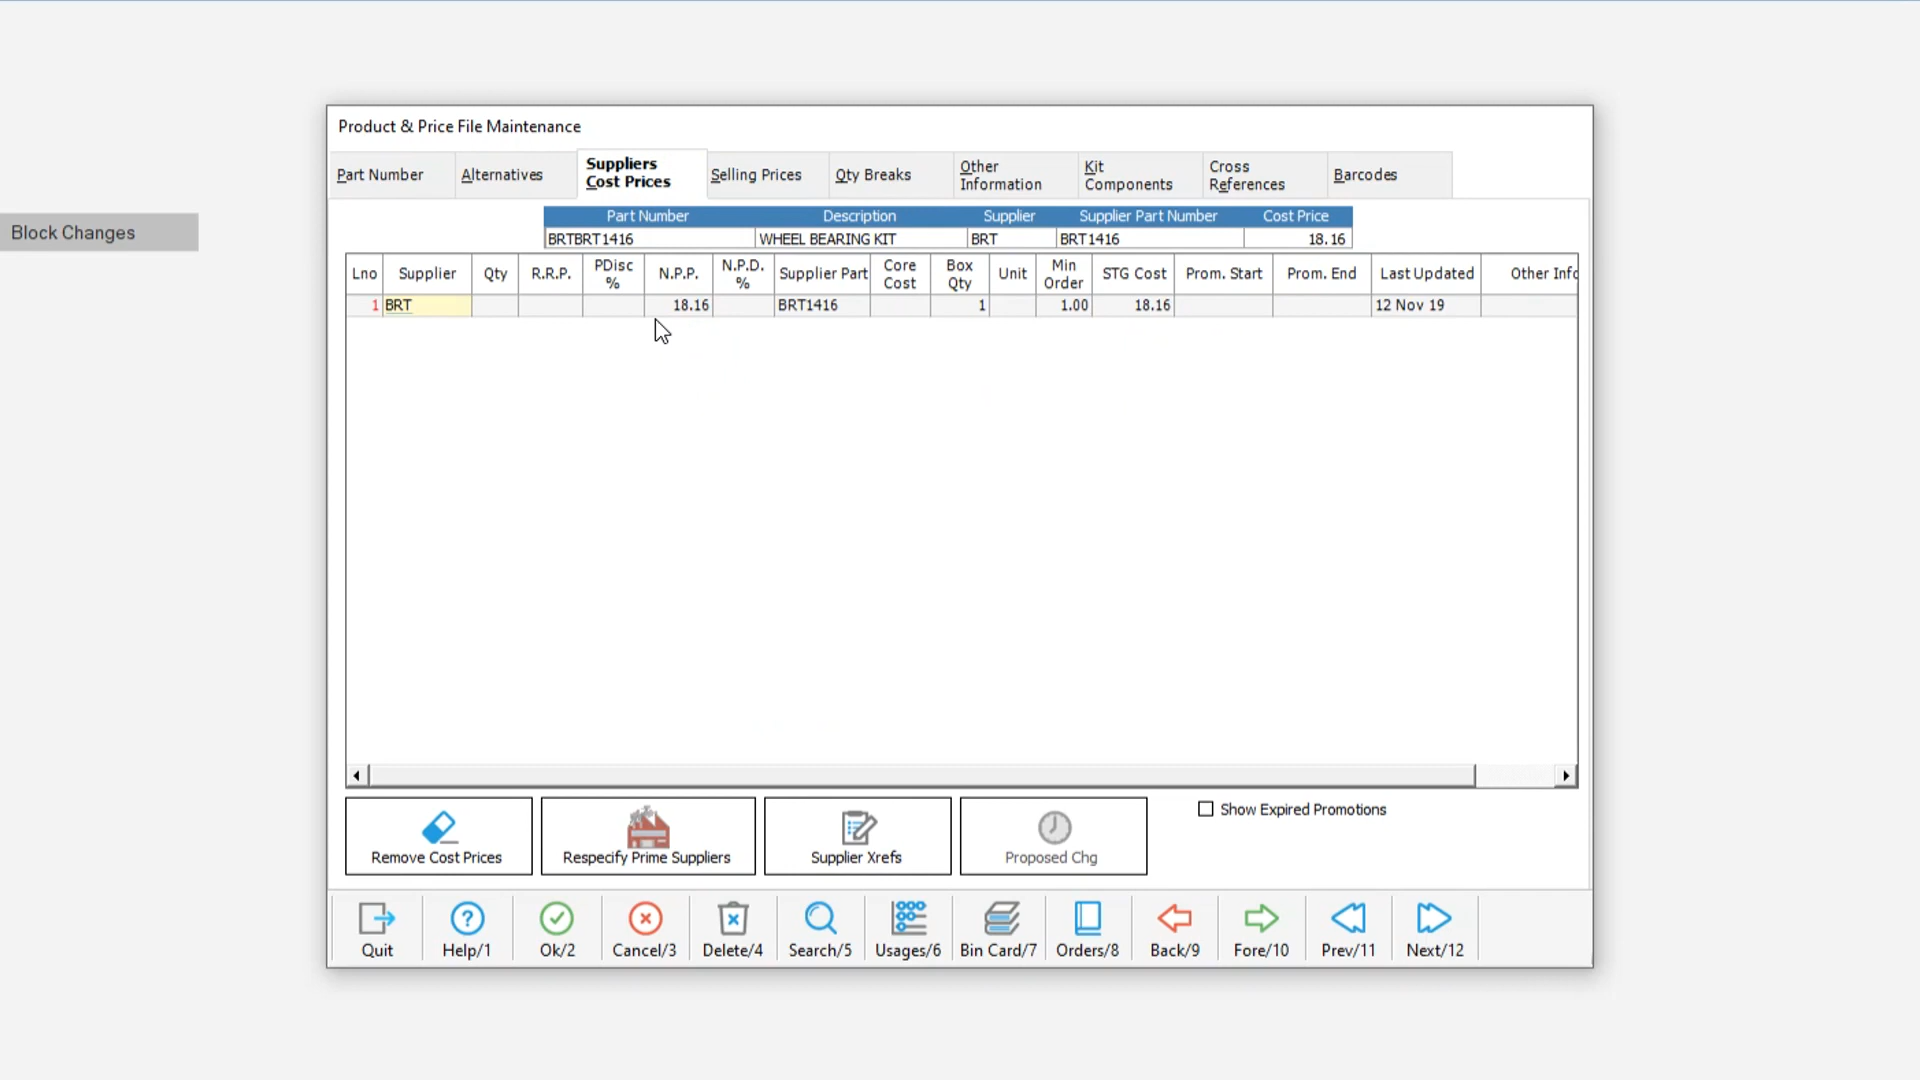 Product & Price File Maintenance
Part Number
Alternatives
Suppliers
Cost Prices
Selling Prices
Qty Breaks
Other
Information
Kit
Components
Cross
References
Barcodes
Block Changes
Part Number Description Supplier Supplier Part Number Cost Price
BRTBRT1416 WHEEL BEARING KIT BRT BRT1416 18.16
Lno Supplier Qty R.R.P. PDisc % N.P.P. N.P.D. % Supplier Part Core Cost Box Qty Unit Min Order STG Cost Prom. Start Prom. End Last Updated Other Info
1 BRT 18.16 BRT1416 1 1.00 18.16 12 Nov 19
Remove Cost Prices
Respecify Prime Suppliers
Supplier Xrefs
Proposed Chg
Show Expired Promotions
Quit Help/1 Ok/2 Cancel/3 Delete/4 Search/5 Usages/6 Bin Card/7 Orders/8 Back/9 Fore/10 Prev/11 Next/12